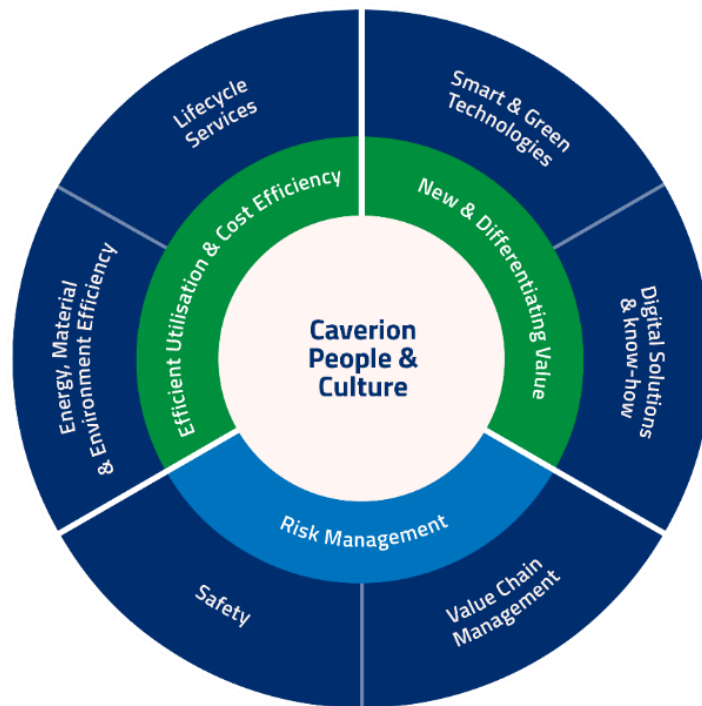 Lifecycle
Services
Smart & Green
Technologies
Efficient Utilisation & Cost Efficiency
New & Differentiating Value
Energy, Material
& Environment Efficiency
Caverion
People &
Culture
Digital Solutions
& know-how
Risk Management
Safety
Value Chain
Management